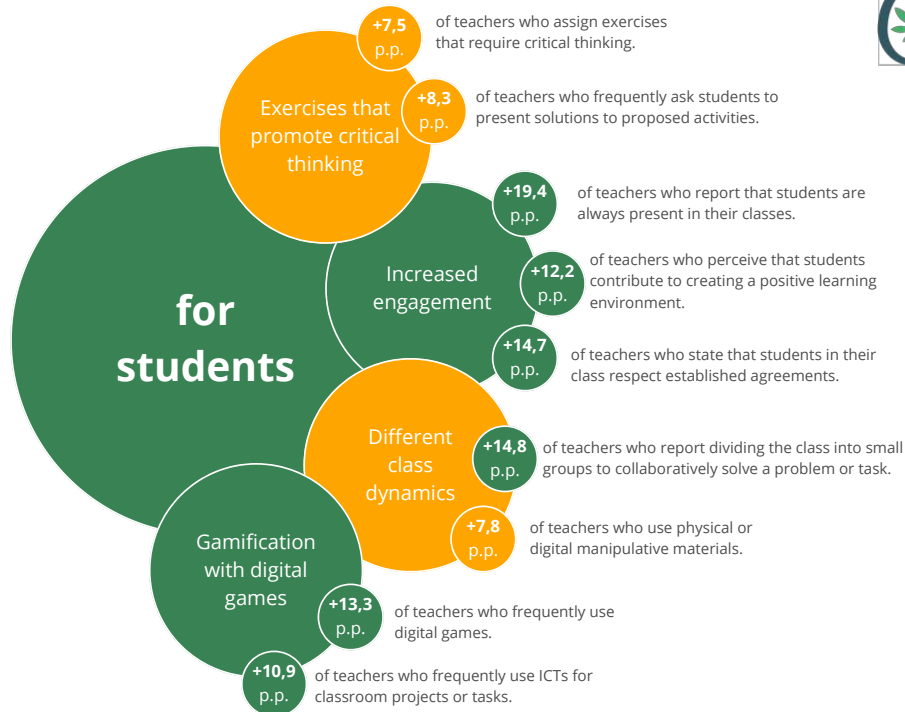 +7,5
p.p.
of teachers who assign exercises
that require critical thinking.
Exercises that
promote critical
thinking
+8,3
p.p.
of teachers who frequently ask students to
present solutions to proposed activities.
+19,4
p.p.
of teachers who report that students are
always present in their classes.
Increased
engagement
+12,2
p.p.
of teachers who perceive that students
contribute to creating a positive learning
environment.
for
students
+14,7
p.p.
of teachers who state that students in their
class respect established agreements.
Different
class
dynamics
+14,8
p.p.
of teachers who report dividing the class into small
groups to collaboratively solve a problem or task.
+7,8
p.p.
of teachers who use physical or
digital manipulative materials.
Gamification
with digital
games
+13,3
p.p.
of teachers who frequently use
digital games.
+10,9
p.p.
of teachers who frequently use ICTs for
classroom projects or tasks.